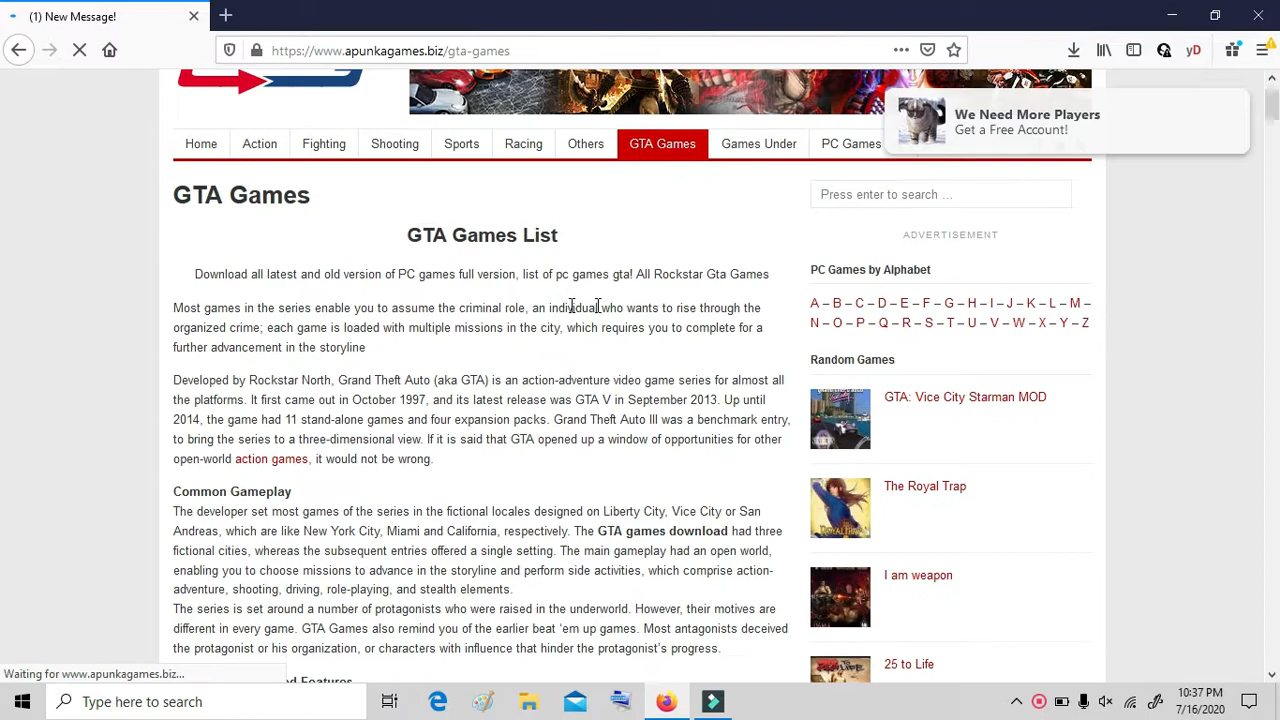 (1) New Message!
https://www.apunkagames.biz/gta-games
yD
We Need More Players
Get a Free Account!
Home Action Fighting Shooting Sports Racing Others GTA Games Games Under PC Games
GTA Games
Press enter to search …
GTA Games List
ADVERTISEMENT
Download all latest and old version of PC games full version, list of pc games gta! All Rockstar Gta Games
PC Games by Alphabet
Most games in the series enable you to assume the criminal role, an individual who wants to rise through the
organized crime; each game is loaded with multiple missions in the city, which requires you to complete for a
further advancement in the storyline
A – B – C – D – E – F – G – H – I – J – K – L – M –
N – O – P – Q – R – S – T – U – V – W – X – Y – Z
Random Games
Developed by Rockstar North, Grand Theft Auto (aka GTA) is an action-adventure video game series for almost all
the platforms. It first came out in October 1997, and its latest release was GTA V in September 2013. Up until
2014, the game had 11 stand-alone games and four expansion packs. Grand Theft Auto III was a benchmark entry,
to bring the series to a three-dimensional view. If it is said that GTA opened up a window of opportunities for other
open-world action games, it would not be wrong.
GTA: Vice City Starman MOD
Common Gameplay
The developer set most games of the series in the fictional locales designed on Liberty City, Vice City or San
Andreas, which are like New York City, Miami and California, respectively. The GTA games download had three
fictional cities, whereas the subsequent entries offered a single setting. The main gameplay had an open world,
enabling you to choose missions to advance in the storyline and perform side activities, which comprise action-
adventure, shooting, driving, role-playing, and stealth elements.
The series is set around a number of protagonists who were raised in the underworld. However, their motives are
different in every game. GTA Games also remind you of the earlier beat ‘em up games. Most antagonists deceived
the protagonist or his organization, or characters with influence that hinder the protagonist’s progress.
The Royal Trap
I am weapon
25 to Life
Features
Waiting for www.apunkagames.biz...
Type here to search
10:37 PM
7/16/2020